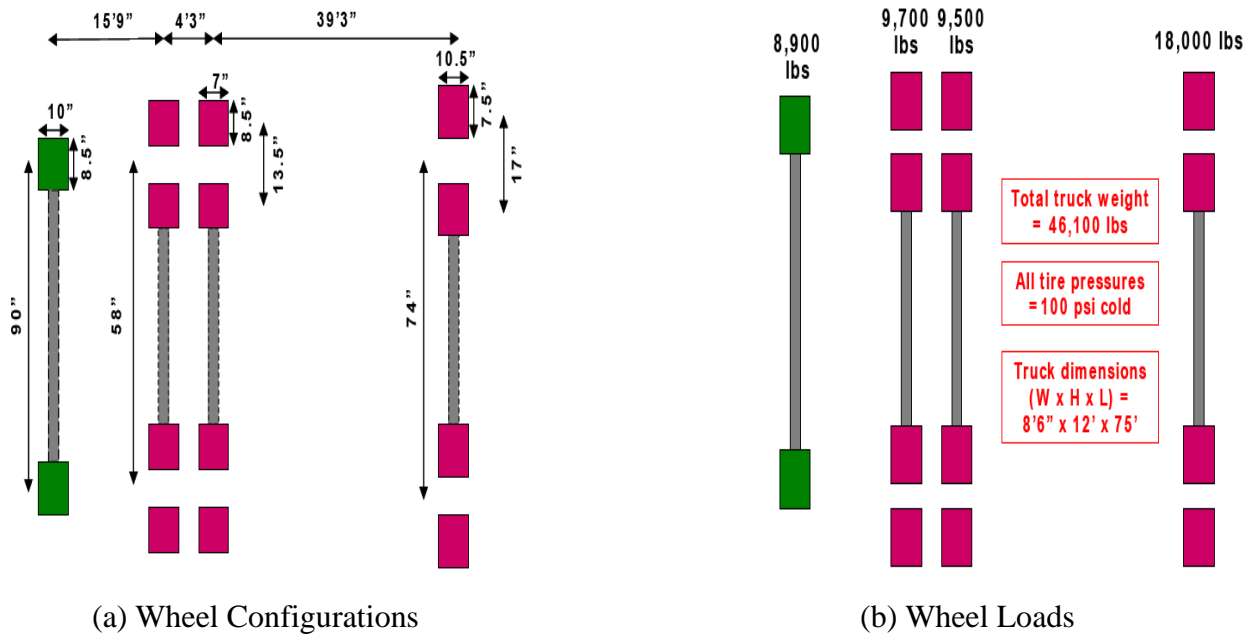 15'9”
4'3”
39'3”
10.5”
7.5”
17”
7”
8.5”
13.5”
10”
8.5”
90”
58”
74”
(a) Wheel Configurations
8,900
lbs
9,700
lbs
9,500
lbs
18,000 lbs
Total truck weight
= 46,100 lbs
All tire pressures
=100 psi cold
Truck dimensions
(W x H x L) =
8'6” x 12' x 75'
(b) Wheel Loads